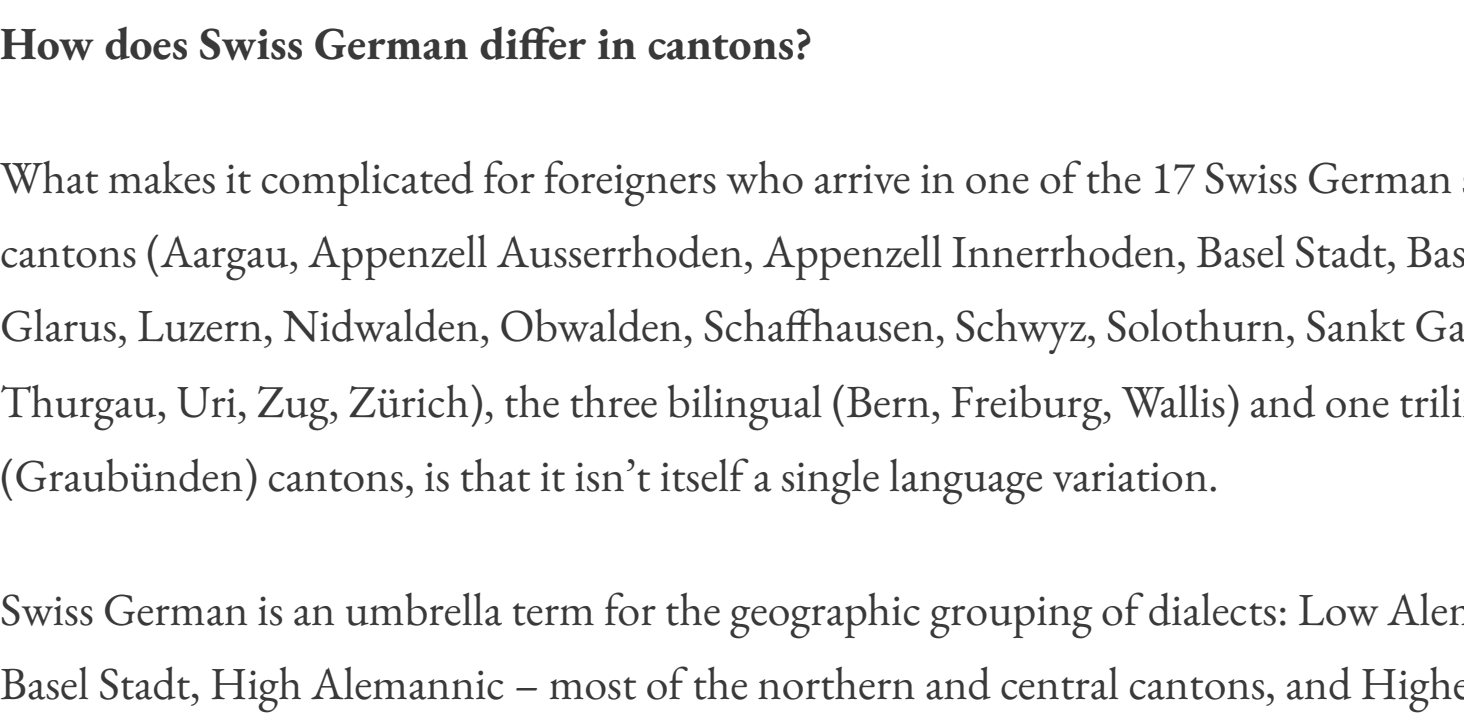 How does Swiss German differ in cantons?
What makes it complicated for foreigners who arrive in one of the 17 Swiss German
cantons (Aargau, Appenzell Ausserrhoden, Appenzell Innerrhoden, Basel Stadt,
Glarus, Luzern, Nidwalden, Obwalden, Schaffhausen, Schwyz, Solothurn, Sankt
Thurgau, Uri, Zug, Zürich), the three bilingual (Bern, Freiburg, Wallis) and one
(Graubünden) cantons, is that it isn’t itself a single language variation.
Swiss German is an umbrella term for the geographic grouping of dialects: Low
Basel Stadt, High Alemannic – most of the northern and central cantons, and